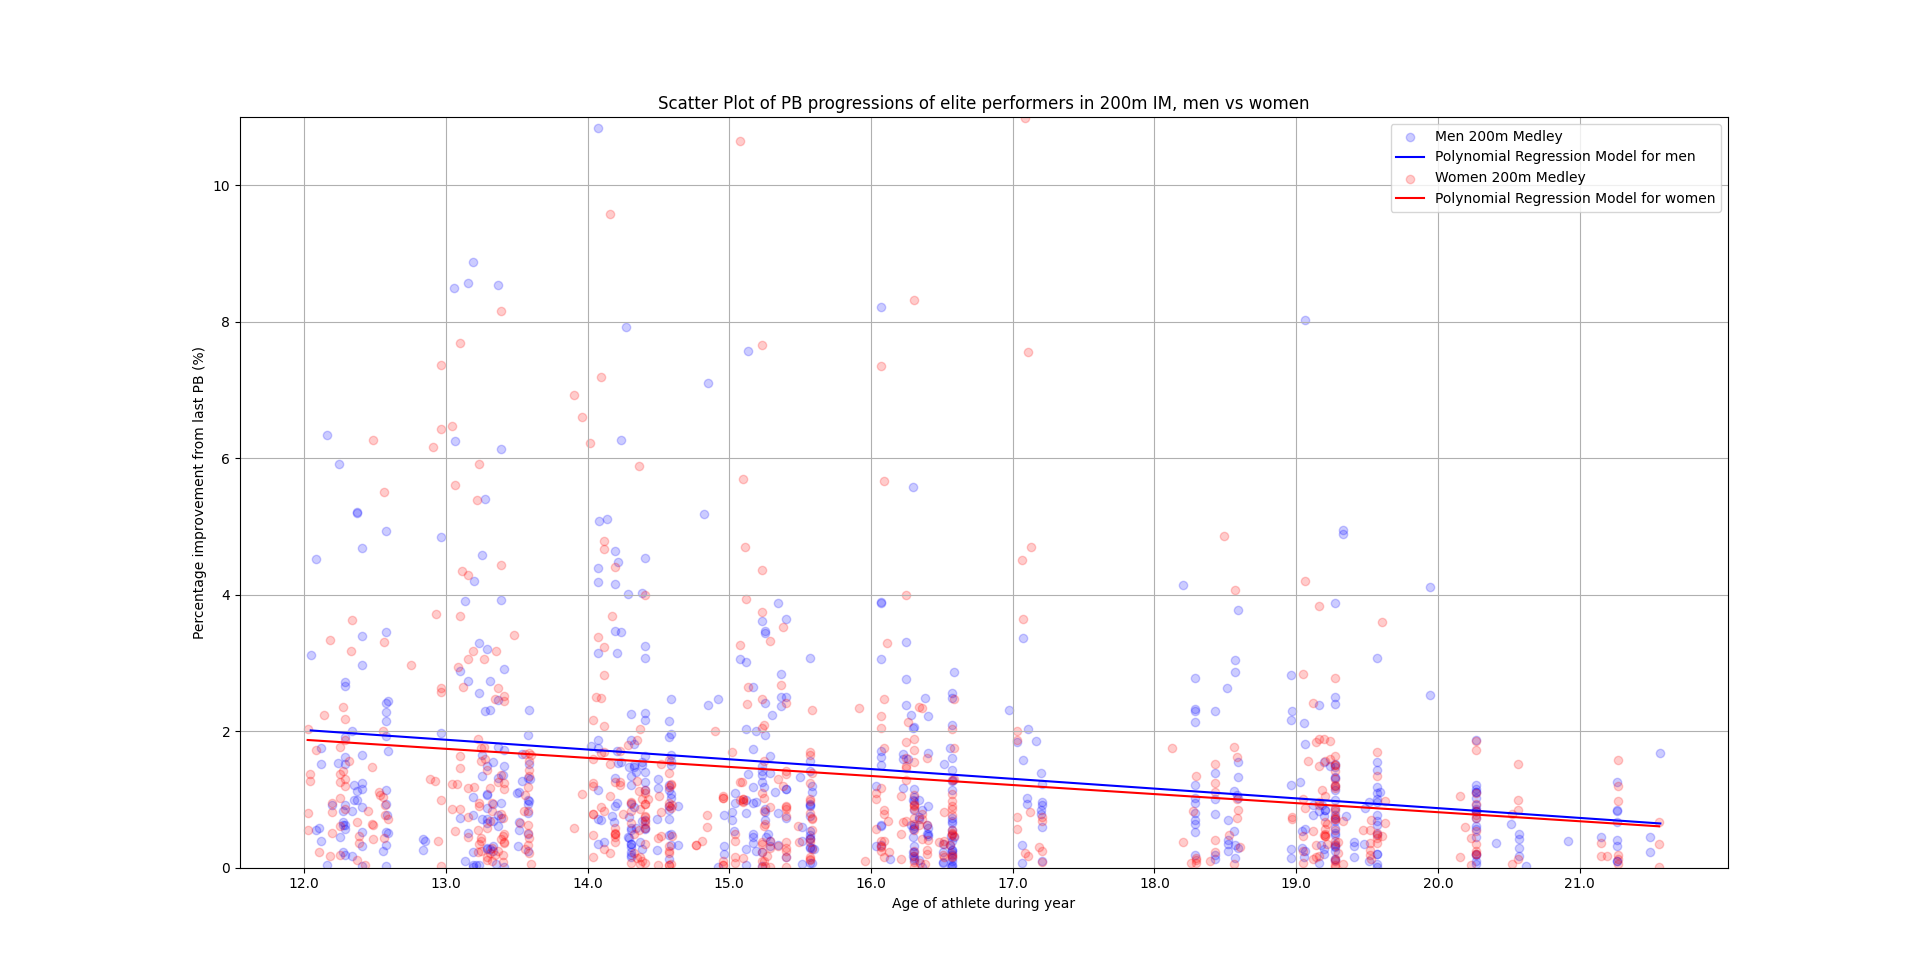 Scatter Plot of PB progressions of elite performers in 200m IM, men vs women
Men 200m Medley
Polynomial Regression Model for men
Women 200m Medley
Polynomial Regression Model for women
Percentage improvement from last PB (%)
10
8
6
4
2
0
12.0 13.0 14.0 15.0 16.0 17.0 18.0 19.0 20.0 21.0
Age of athlete during year